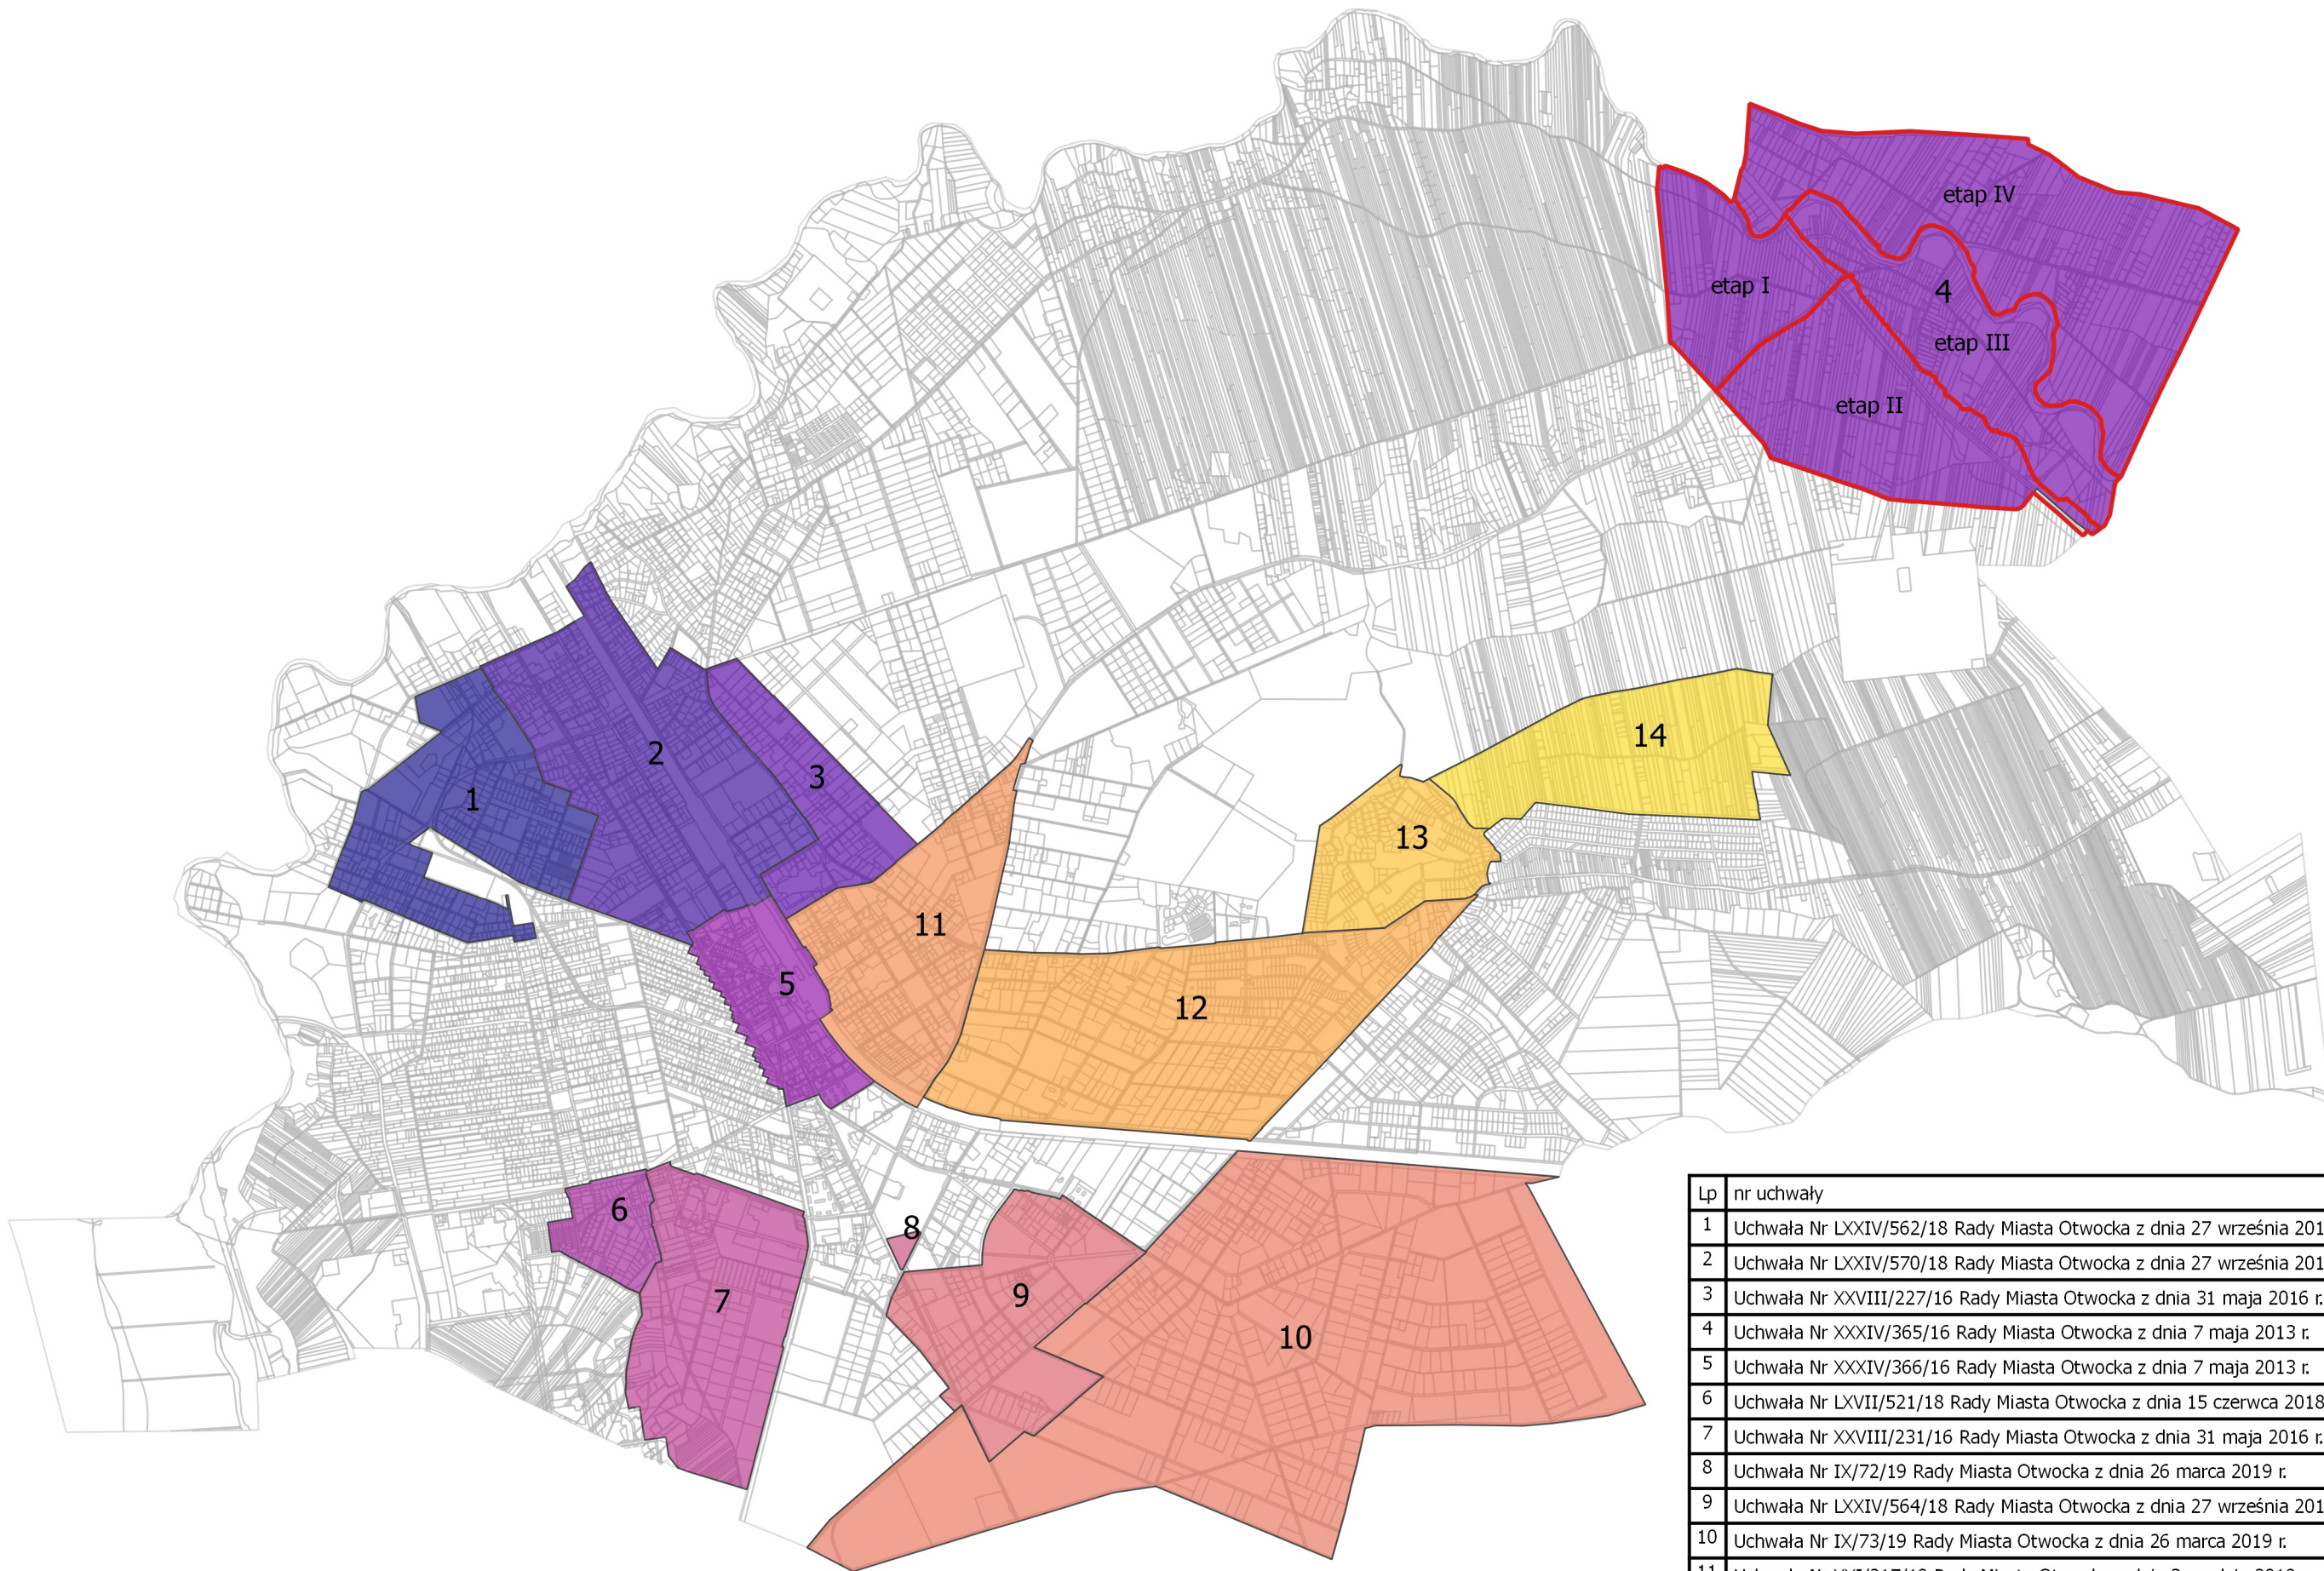 etap IV
etap I
4
etap III
etap II
2
14
3
1
13
11
5
12
6
8
7
9
10
Lp nr uchwały
1 Uchwała Nr LXXIV/562/18 Rady Miasta Otwocka z dnia 27 września 201
2 Uchwała Nr LXXIV/570/18 Rady Miasta Otwocka z dnia 27 września 201
3 Uchwała Nr XXVIII/227/16 Rady Miasta Otwocka z dnia 31 maja 2016 r.
4 Uchwała Nr XXXIV/365/16 Rady Miasta Otwocka z dnia 7 maja 2013 r.
5 Uchwała Nr XXXIV/366/16 Rady Miasta Otwocka z dnia 7 maja 2013 r.
6 Uchwała Nr LXVII/521/18 Rady Miasta Otwocka z dnia 15 czerwca 2018
7 Uchwała Nr XXVIII/231/16 Rady Miasta Otwocka z dnia 31 maja 2016 r.
8 Uchwała Nr IX/72/19 Rady Miasta Otwocka z dnia 26 marca 2019 r.
9 Uchwała Nr LXXIV/564/18 Rady Miasta Otwocka z dnia 27 września 201
10 Uchwała Nr IX/73/19 Rady Miasta Otwocka z dnia 26 marca 2019 r.